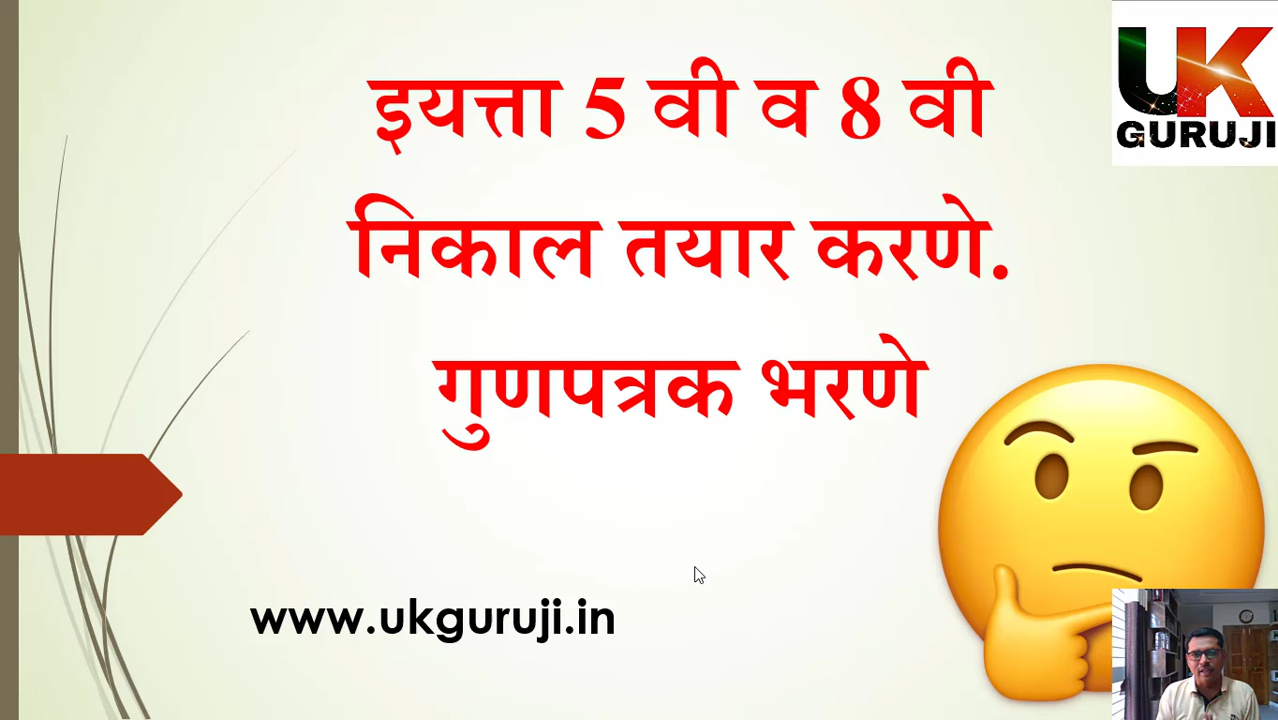 UK
GURUJI
इयत्ता 5 वी व 8 वी
निकाल तयार करणे.
गुणपत्रक भरणे
www.ukguruji.in